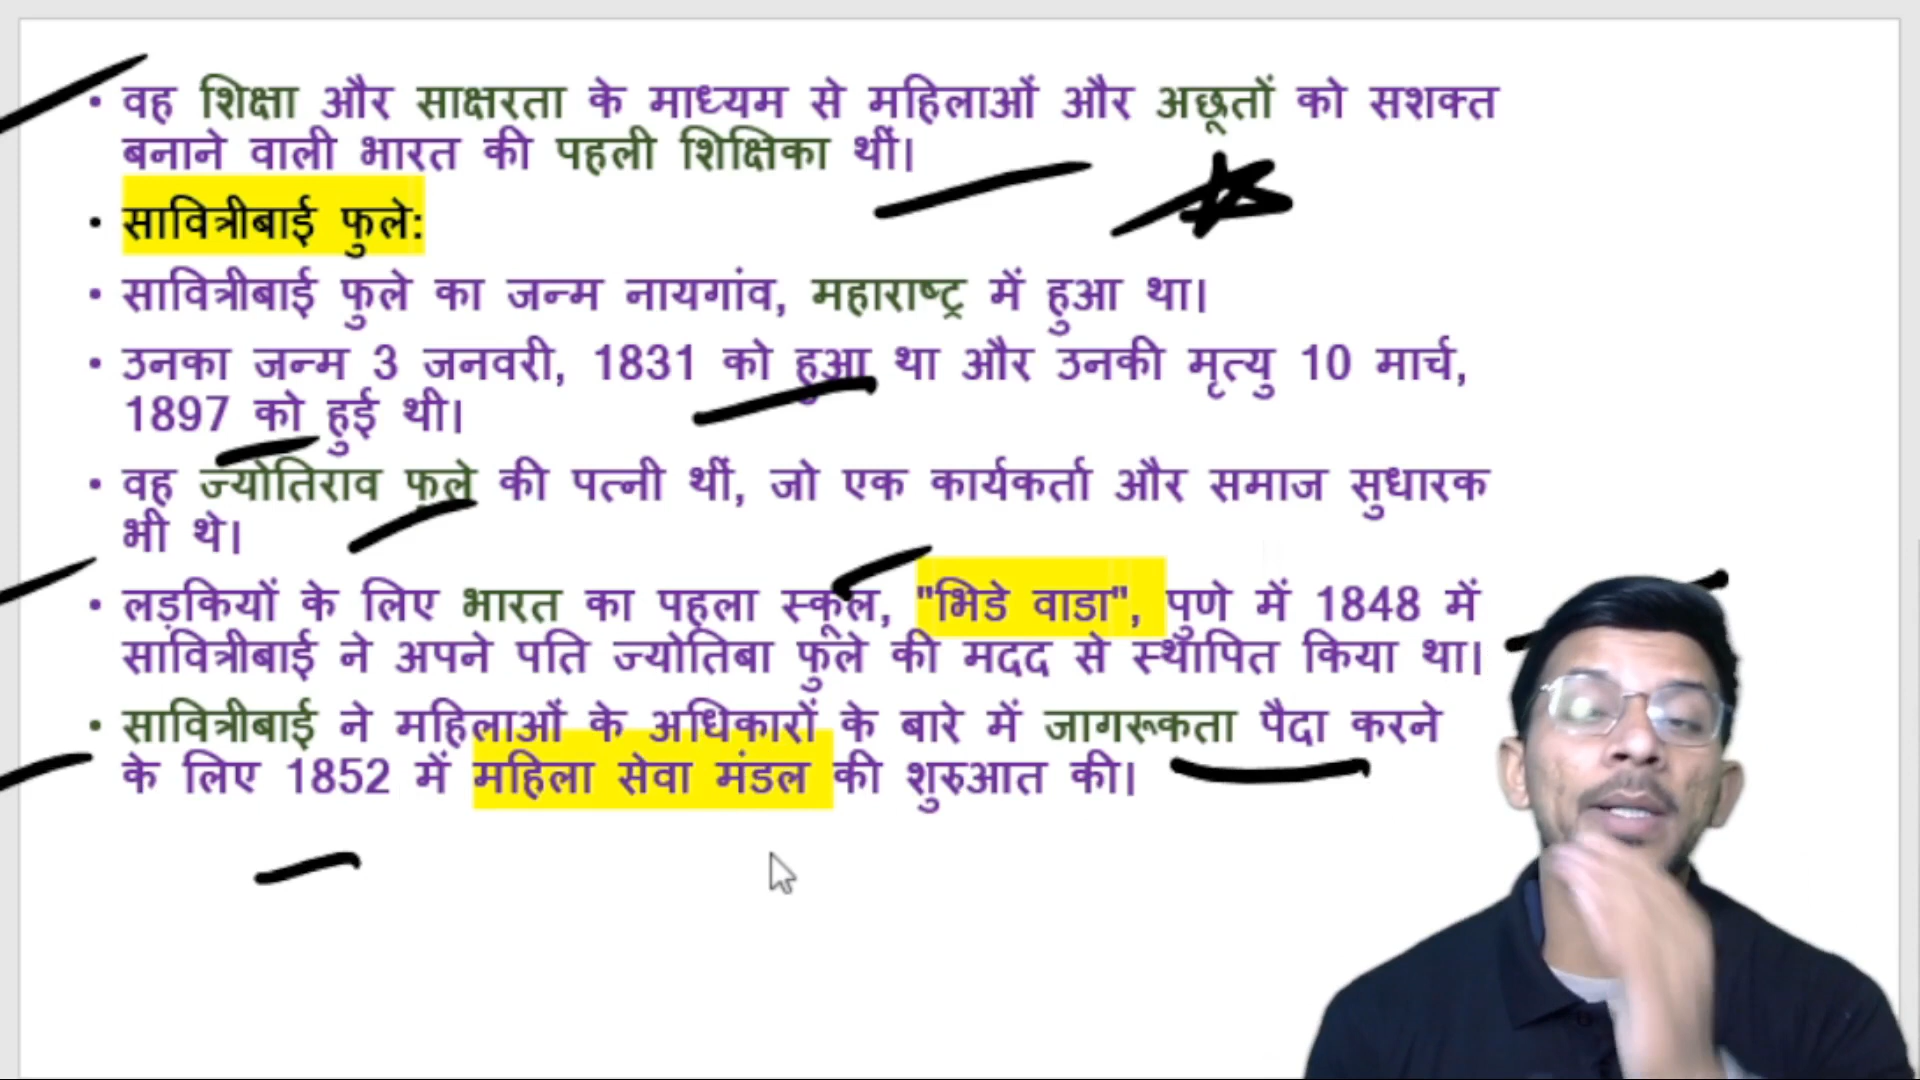 • वह शिक्षा और साक्षरता के माध्यम से महिलाओं और अछूतों को सशक्त
बनाने वाली भारत की पहली शिक्षिका थीं।
• सावित्रीबाई फुले:
• सावित्रीबाई फुले का जन्म नायगांव, महाराष्ट्र में हुआ था।
• उनका जन्म 3 जनवरी, 1831 को हुआ था और उनकी मृत्यु 10 मार्च,
1897 को हुई थी।
• वह ज्योतिराव फुले की पत्नी थीं, जो एक कार्यकर्ता और समाज सुधारक
भी थे।
• लड़कियों के लिए भारत का पहला स्कूल, "भिडे वाडा", पुणे में 1848 में
सावित्रीबाई ने अपने पति ज्योतिबा फुले की मदद से स्थापित किया था।
• सावित्रीबाई ने महिलाओं के अधिकारों के बारे में जागरूकता पैदा करने
के लिए 1852 में महिला सेवा मंडल की शुरुआत की।